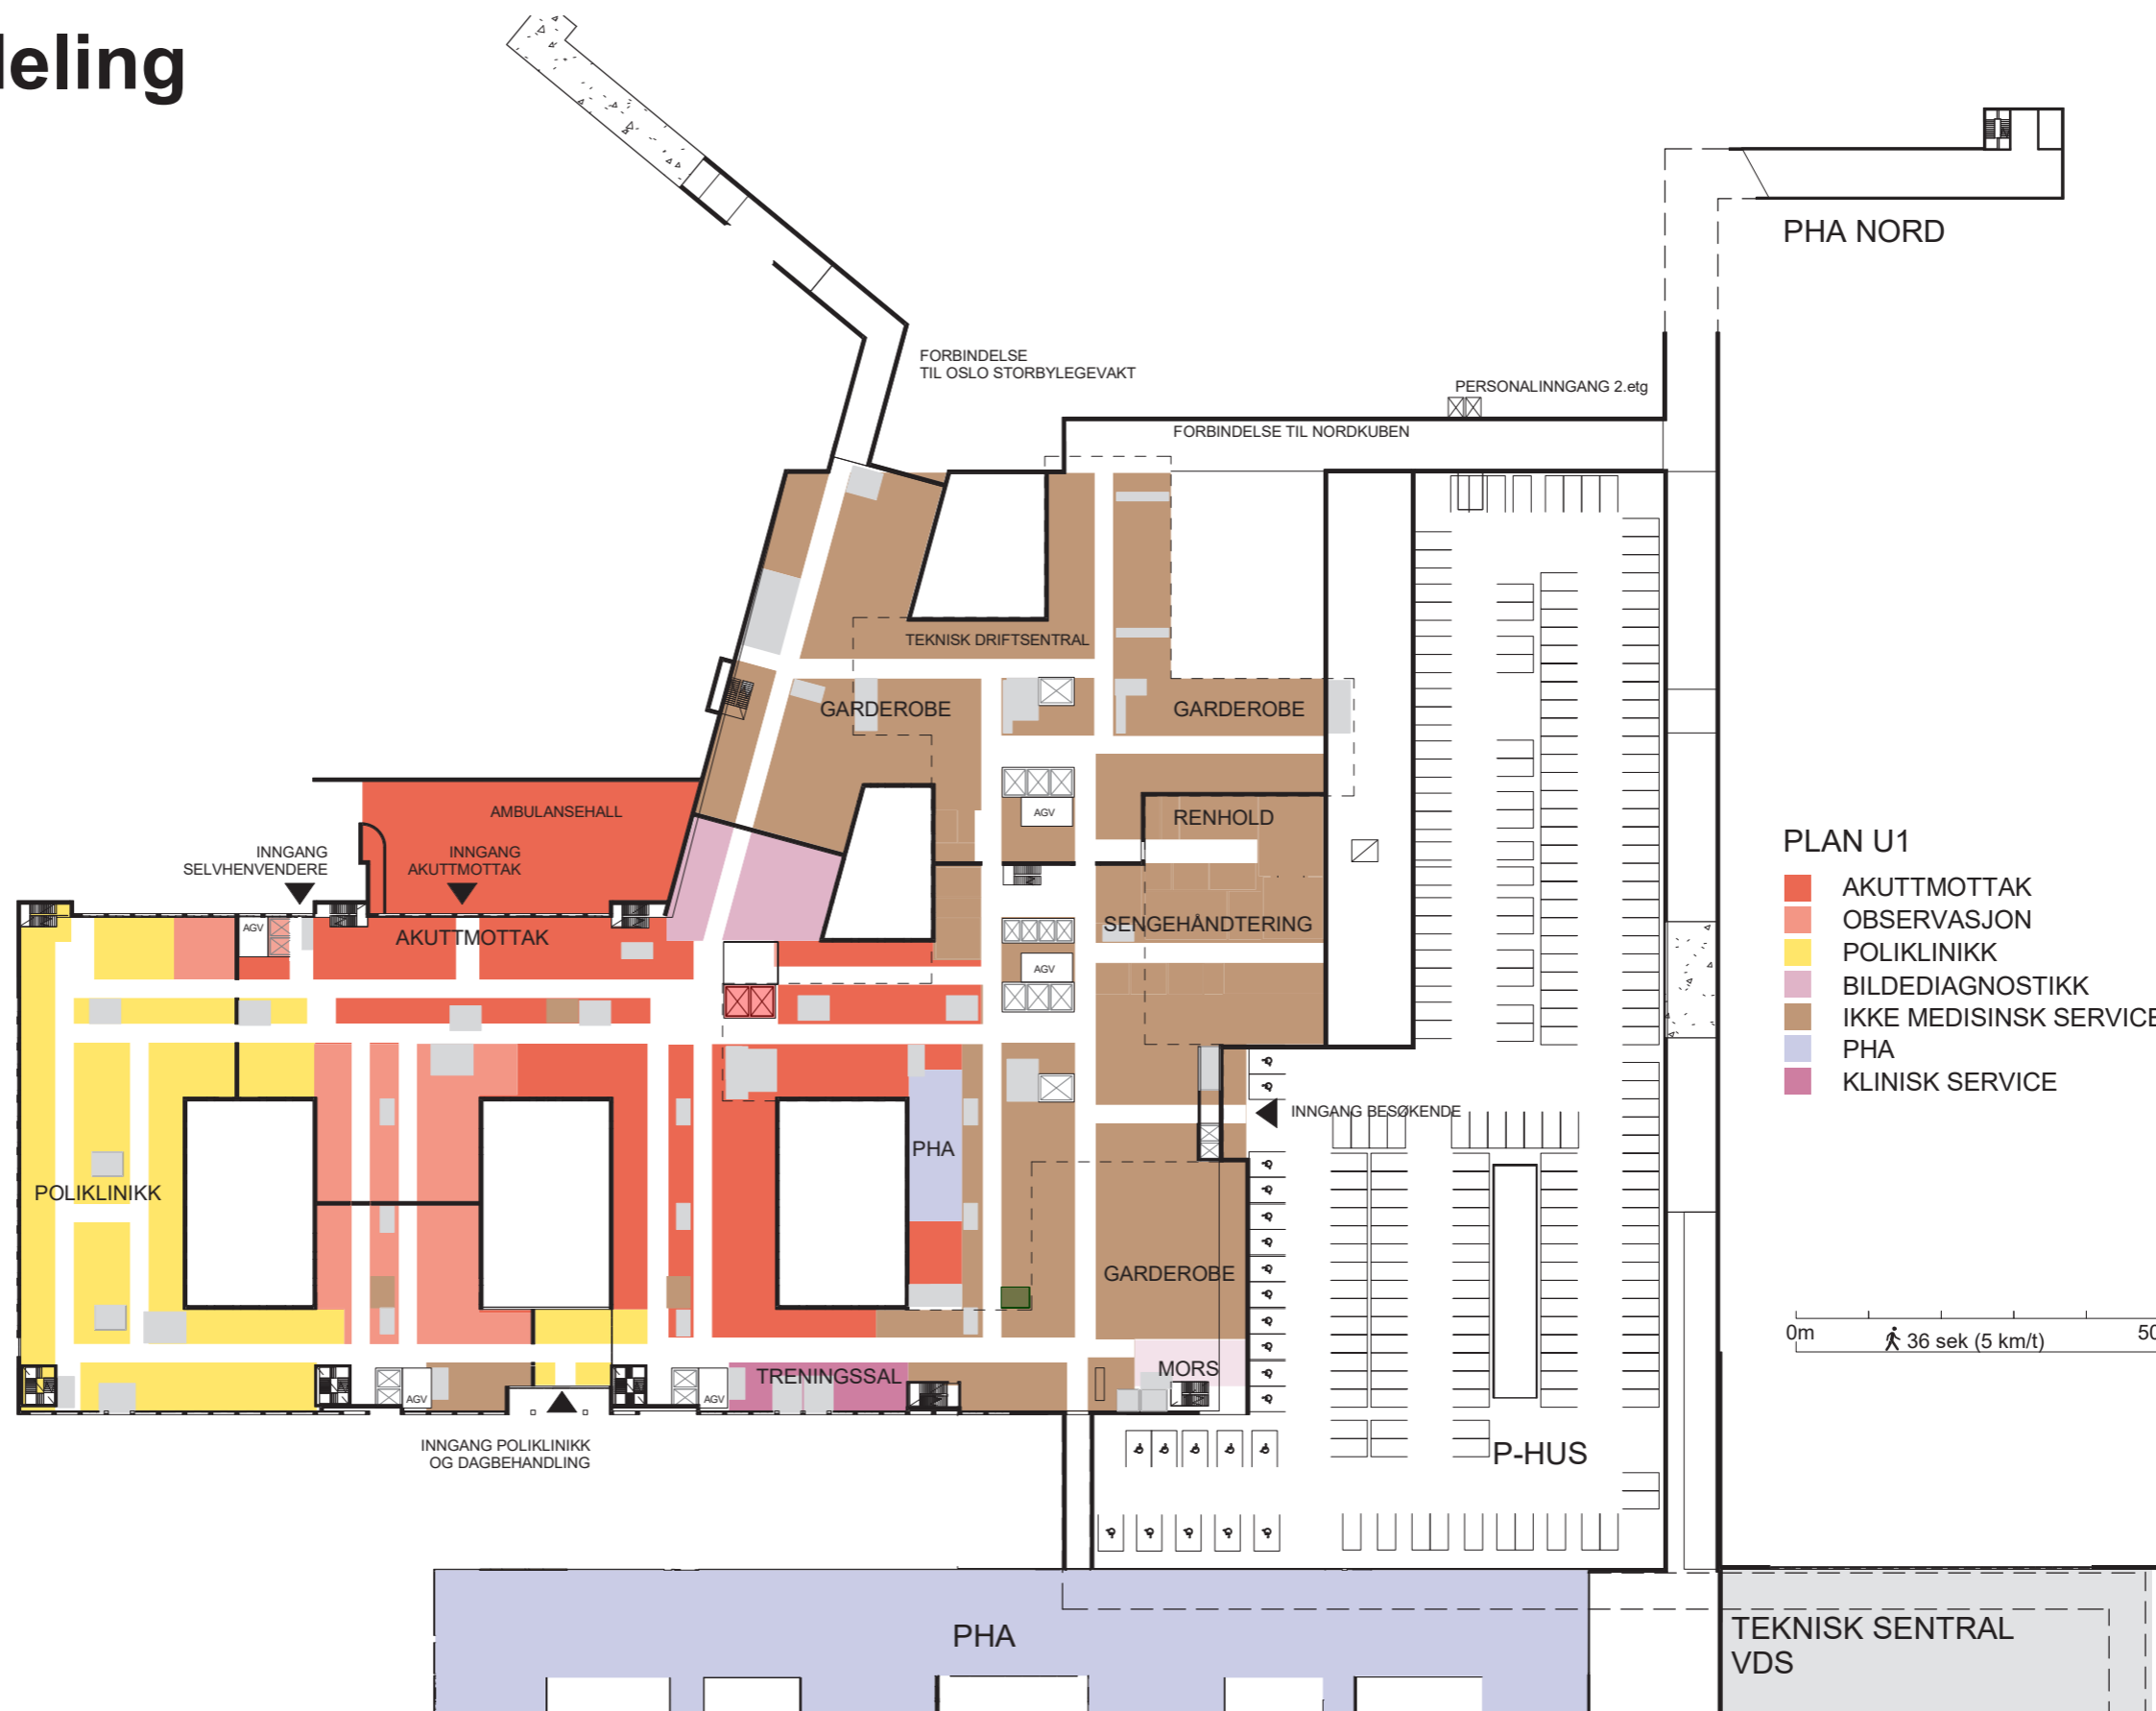 deling
PHA NORD
FORBINDELSE
TIL OSLO STORBYLEGEVAKT
PERSONALINNGANG 2.etg
FORBINDELSE TIL NORDKUBEN
TEKNISK DRIFTSENTRAL
GARDEROBE
GARDEROBE
AMBULANSEHALL
AGV
RENHOLD
INNGANG
SELVHENVENDERE
INNGANG
AKUTTMOTTAK
AGV
AKUTTMOTTAK
SENGEHÅNDTERING
AGV
PLAN U1
AKUTTMOTTAK
OBSERVASJON
POLIKLINIKK
BILDEDIAGNOSTIKK
IKKE MEDISINSK SERVICE
PHA
KLINISK SERVICE
INNGANG BESØKENDE
PHA
POLIKLINIKK
GARDEROBE
0m
36 sek (5 km/t)
50
MORS
TRENINGSSAL
AGV
AGV
INNGANG POLIKLINIKK
OG DAGBEHANDLING
P-HUS
PHA
TEKNISK SENTRAL
VDS